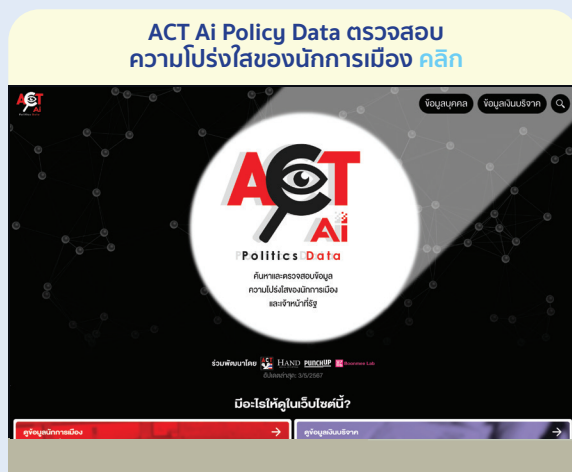 ACT Ai Policy Data ตรวจสอบ
ความโปร่งใสของนักการเมือง คลิก
ACT
Ai
Politics Data
ข้อมูลบุคคล
ข้อมูลเงินบริจาค
ACT
Ai
Politics Data
ค้นหาและตรวจสอบข้อมูล
ความโปร่งใสของนักการเมือง
และเจ้าหน้าที่รัฐ
ร่วมพัฒนาโดย ACT HAND PUNCHUP Boonmee Lab
อัปเดตล่าสุด: 3/5/2567
มีอะไรให้ดูในเว็บไซต์นี้?
ดูข้อมูลนักการเมือง →
ดูข้อมูลเงินบริจาค →